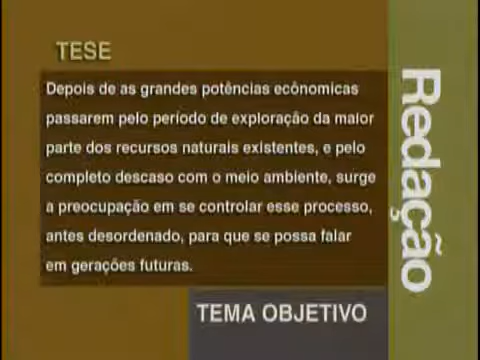 TESE
Depois de as grandes potências ecônomicas
passarem pelo período de exploração da maior
parte dos recursos naturais existentes, e pelo
completo descaso com o meio ambiente, surge
a preocupação em se controlar esse processo,
antes desordenado, para que se possa falar
em gerações futuras.
TEMA OBJETIVO
Redação